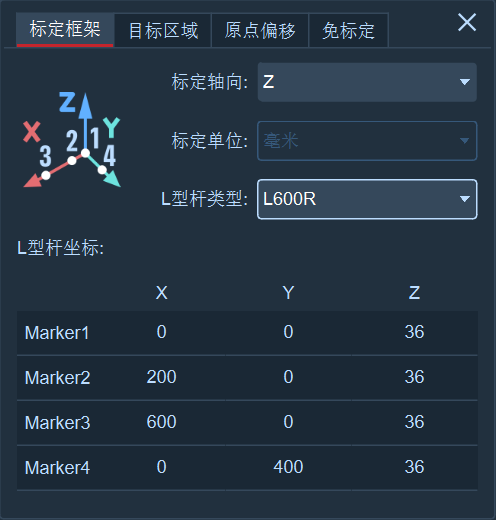 标定框架 目标区域 原点偏移 免标定
标定轴向: Z
标定单位: 毫米
L型杆类型: L600R
Z
X Y
3 2 1 4
L型杆坐标:
X Y Z
Marker1 0 0 36
Marker2 200 0 36
Marker3 600 0 36
Marker4 0 400 36